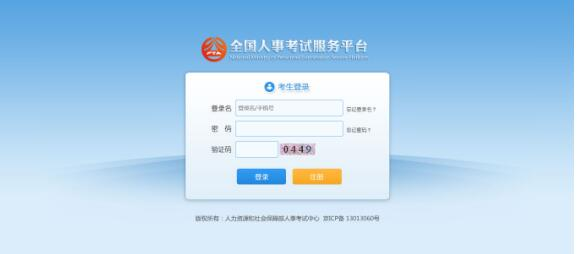 全国人事考试服务平台
考生登录
登录名 登录名/手机号 忘记登录名？
密 码 忘记密码？
验证码 0449
登录 注册
版权所有：人力资源和社会保障部人事考试中心 京ICP备 13013060号